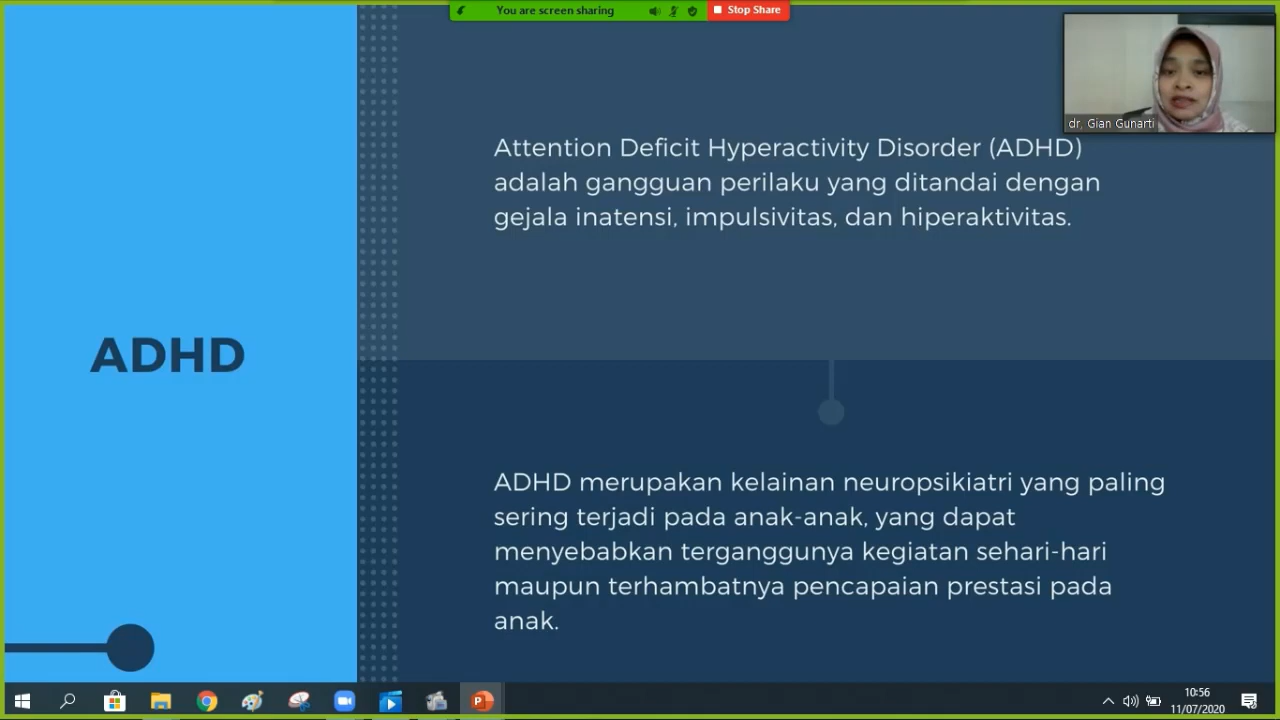 You are screen sharing
Stop Share
dr. Gian Gunarti
Attention Deficit Hyperactivity Disorder (ADHD)
adalah gangguan perilaku yang ditandai dengan
gejala inatensi, impulsivitas, dan hiperaktivitas.
ADHD
ADHD merupakan kelainan neuropsikiatri yang paling
sering terjadi pada anak-anak, yang dapat
menyebabkan terganggunya kegiatan sehari-hari
maupun terhambatnya pencapaian prestasi pada
anak.
10:56
11/07/2020